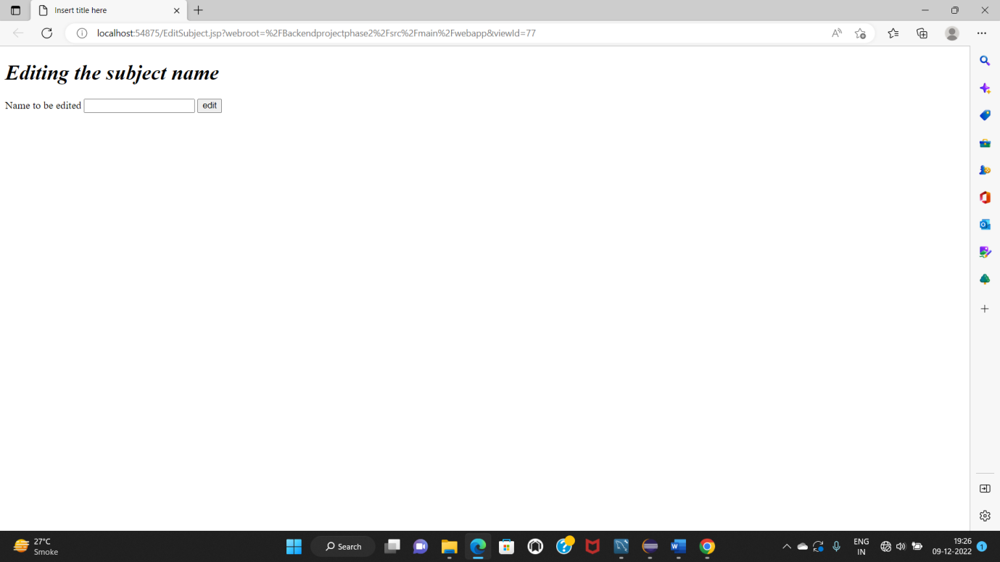 Insert title here
localhost:54875/EditSubject.jsp?webroot=%2FBackendprojectphase2%2Fsrc%2Fmain%2Fwebapp&viewId=77
Editing the subject name
Name to be edited edit
27°C
Smoke
Search
ENG
IN
19:26
09-12-2022
1